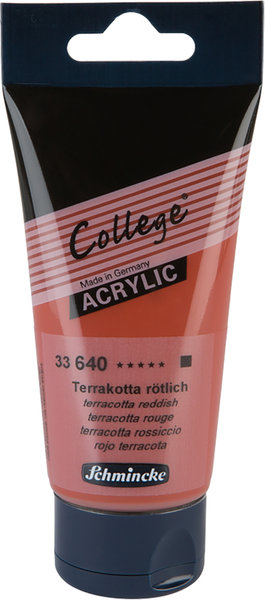 College®
Made in Germany
ACRYLIC
33 640 ★★★★★ ■
Terrakotta rötlich
terracotta reddish
terracotta rouge
terracotta rossiccio
rojo terracota
Schmincke